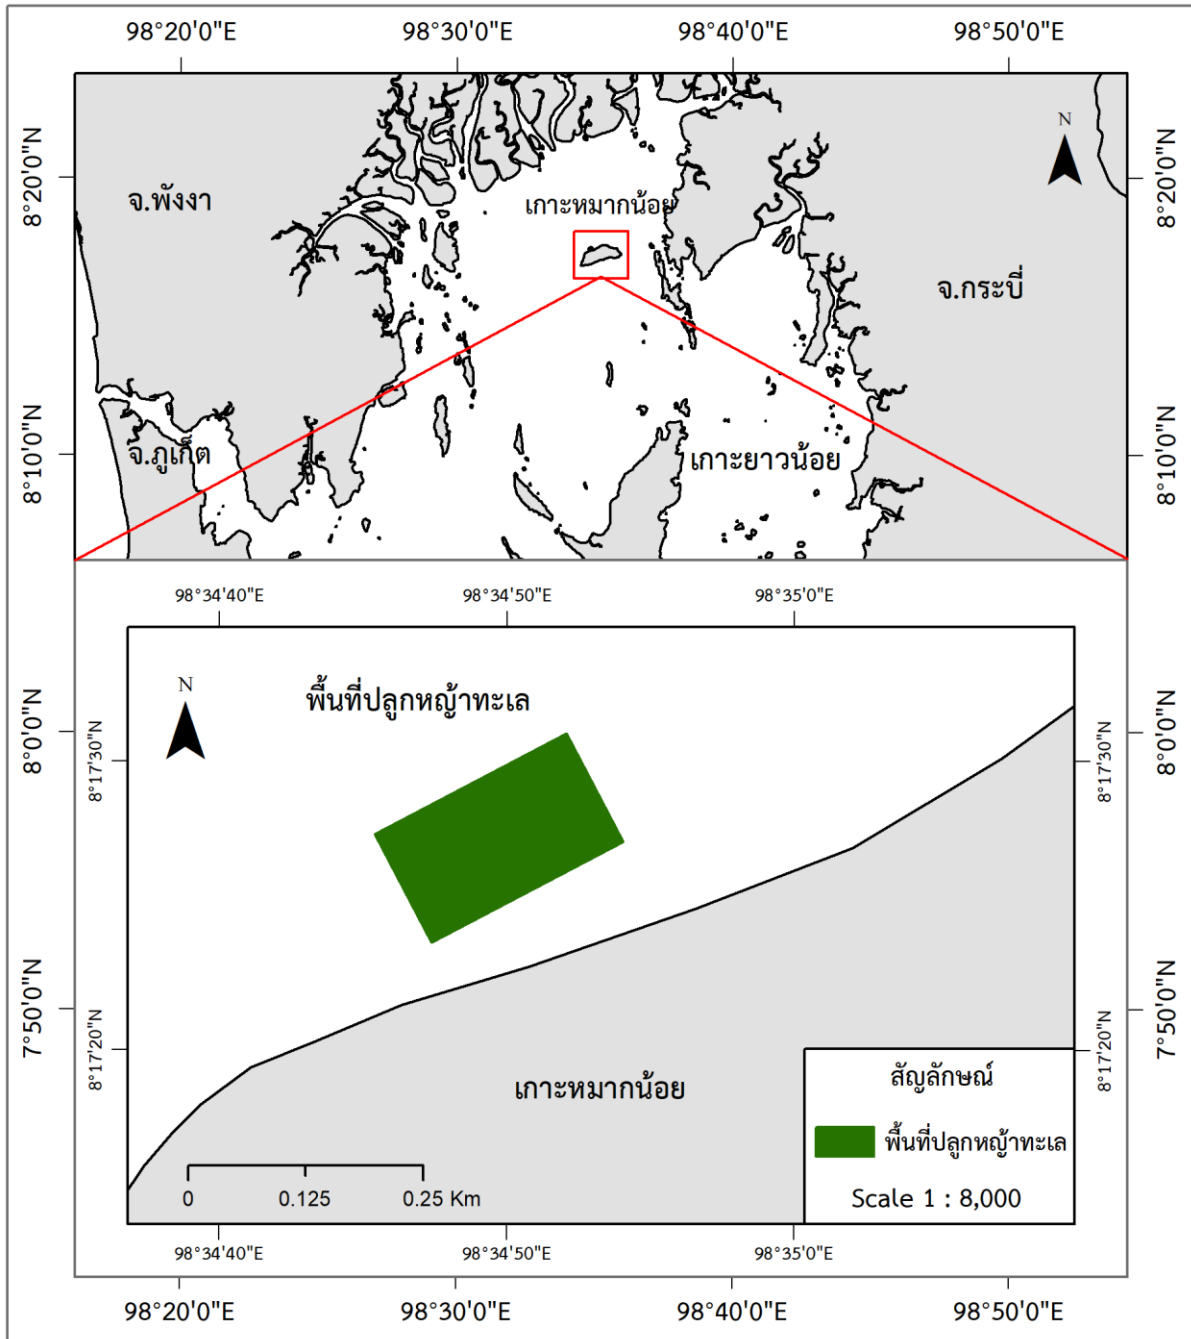 98°20'0"E 98°30'0"E 98°40'0"E 98°50'0"E
N
8°20'0"N 8°20'0"N
จ.พังงา
เกาะหมากน้อย
จ.กระบี่
8°10'0"N 8°10'0"N
จ.ภูเก็ต
เกาะยาวน้อย
98°34'40"E 98°34'50"E 98°35'0"E
N
พื้นที่ปลูกหญ้าทะเล
8°0'0"N 8°0'0"N
8°17'30"N 8°17'30"N
7°50'0"N 7°50'0"N
8°17'20"N 8°17'20"N
เกาะหมากน้อย
สัญลักษณ์
พื้นที่ปลูกหญ้าทะเล
Scale 1 : 8,000
0 0.125 0.25 Km
98°34'40"E 98°34'50"E 98°35'0"E
98°20'0"E 98°30'0"E 98°40'0"E 98°50'0"E